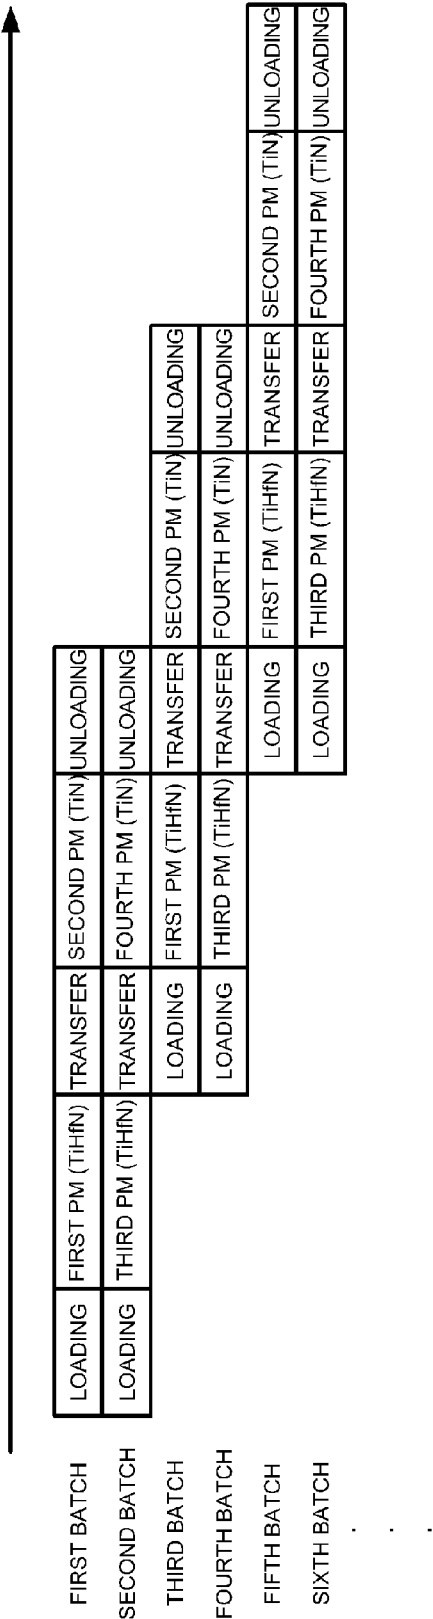 FIRST BATCH LOADING FIRST PM (TiHfN) TRANSFER SECOND PM (TiN) UNLOADING
SECOND BATCH LOADING THIRD PM (TiHfN) TRANSFER FOURTH PM (TiN) UNLOADING
THIRD BATCH LOADING FIRST PM (TiHfN) TRANSFER SECOND PM (TiN) UNLOADING
FOURTH BATCH LOADING THIRD PM (TiHfN) TRANSFER FOURTH PM (TiN) UNLOADING
FIFTH BATCH LOADING FIRST PM (TiHfN) TRANSFER SECOND PM (TiN) UNLOADING
SIXTH BATCH LOADING THIRD PM (TiHfN) TRANSFER FOURTH PM (TiN) UNLOADING
.
.
.